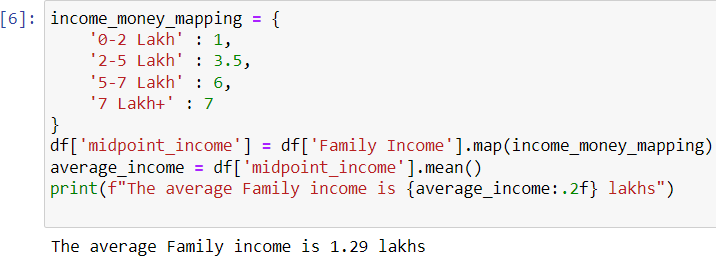 [6]: income_money_mapping = {
    '0-2 Lakh' : 1,
    '2-5 Lakh' : 3.5,
    '5-7 Lakh' : 6,
    '7 Lakh+' : 7
}
df['midpoint_income'] = df['Family Income'].map(income_money_mapping)
average_income = df['midpoint_income'].mean()
print(f"The average Family income is {average_income:.2f} lakhs")
The average Family income is 1.29 lakhs